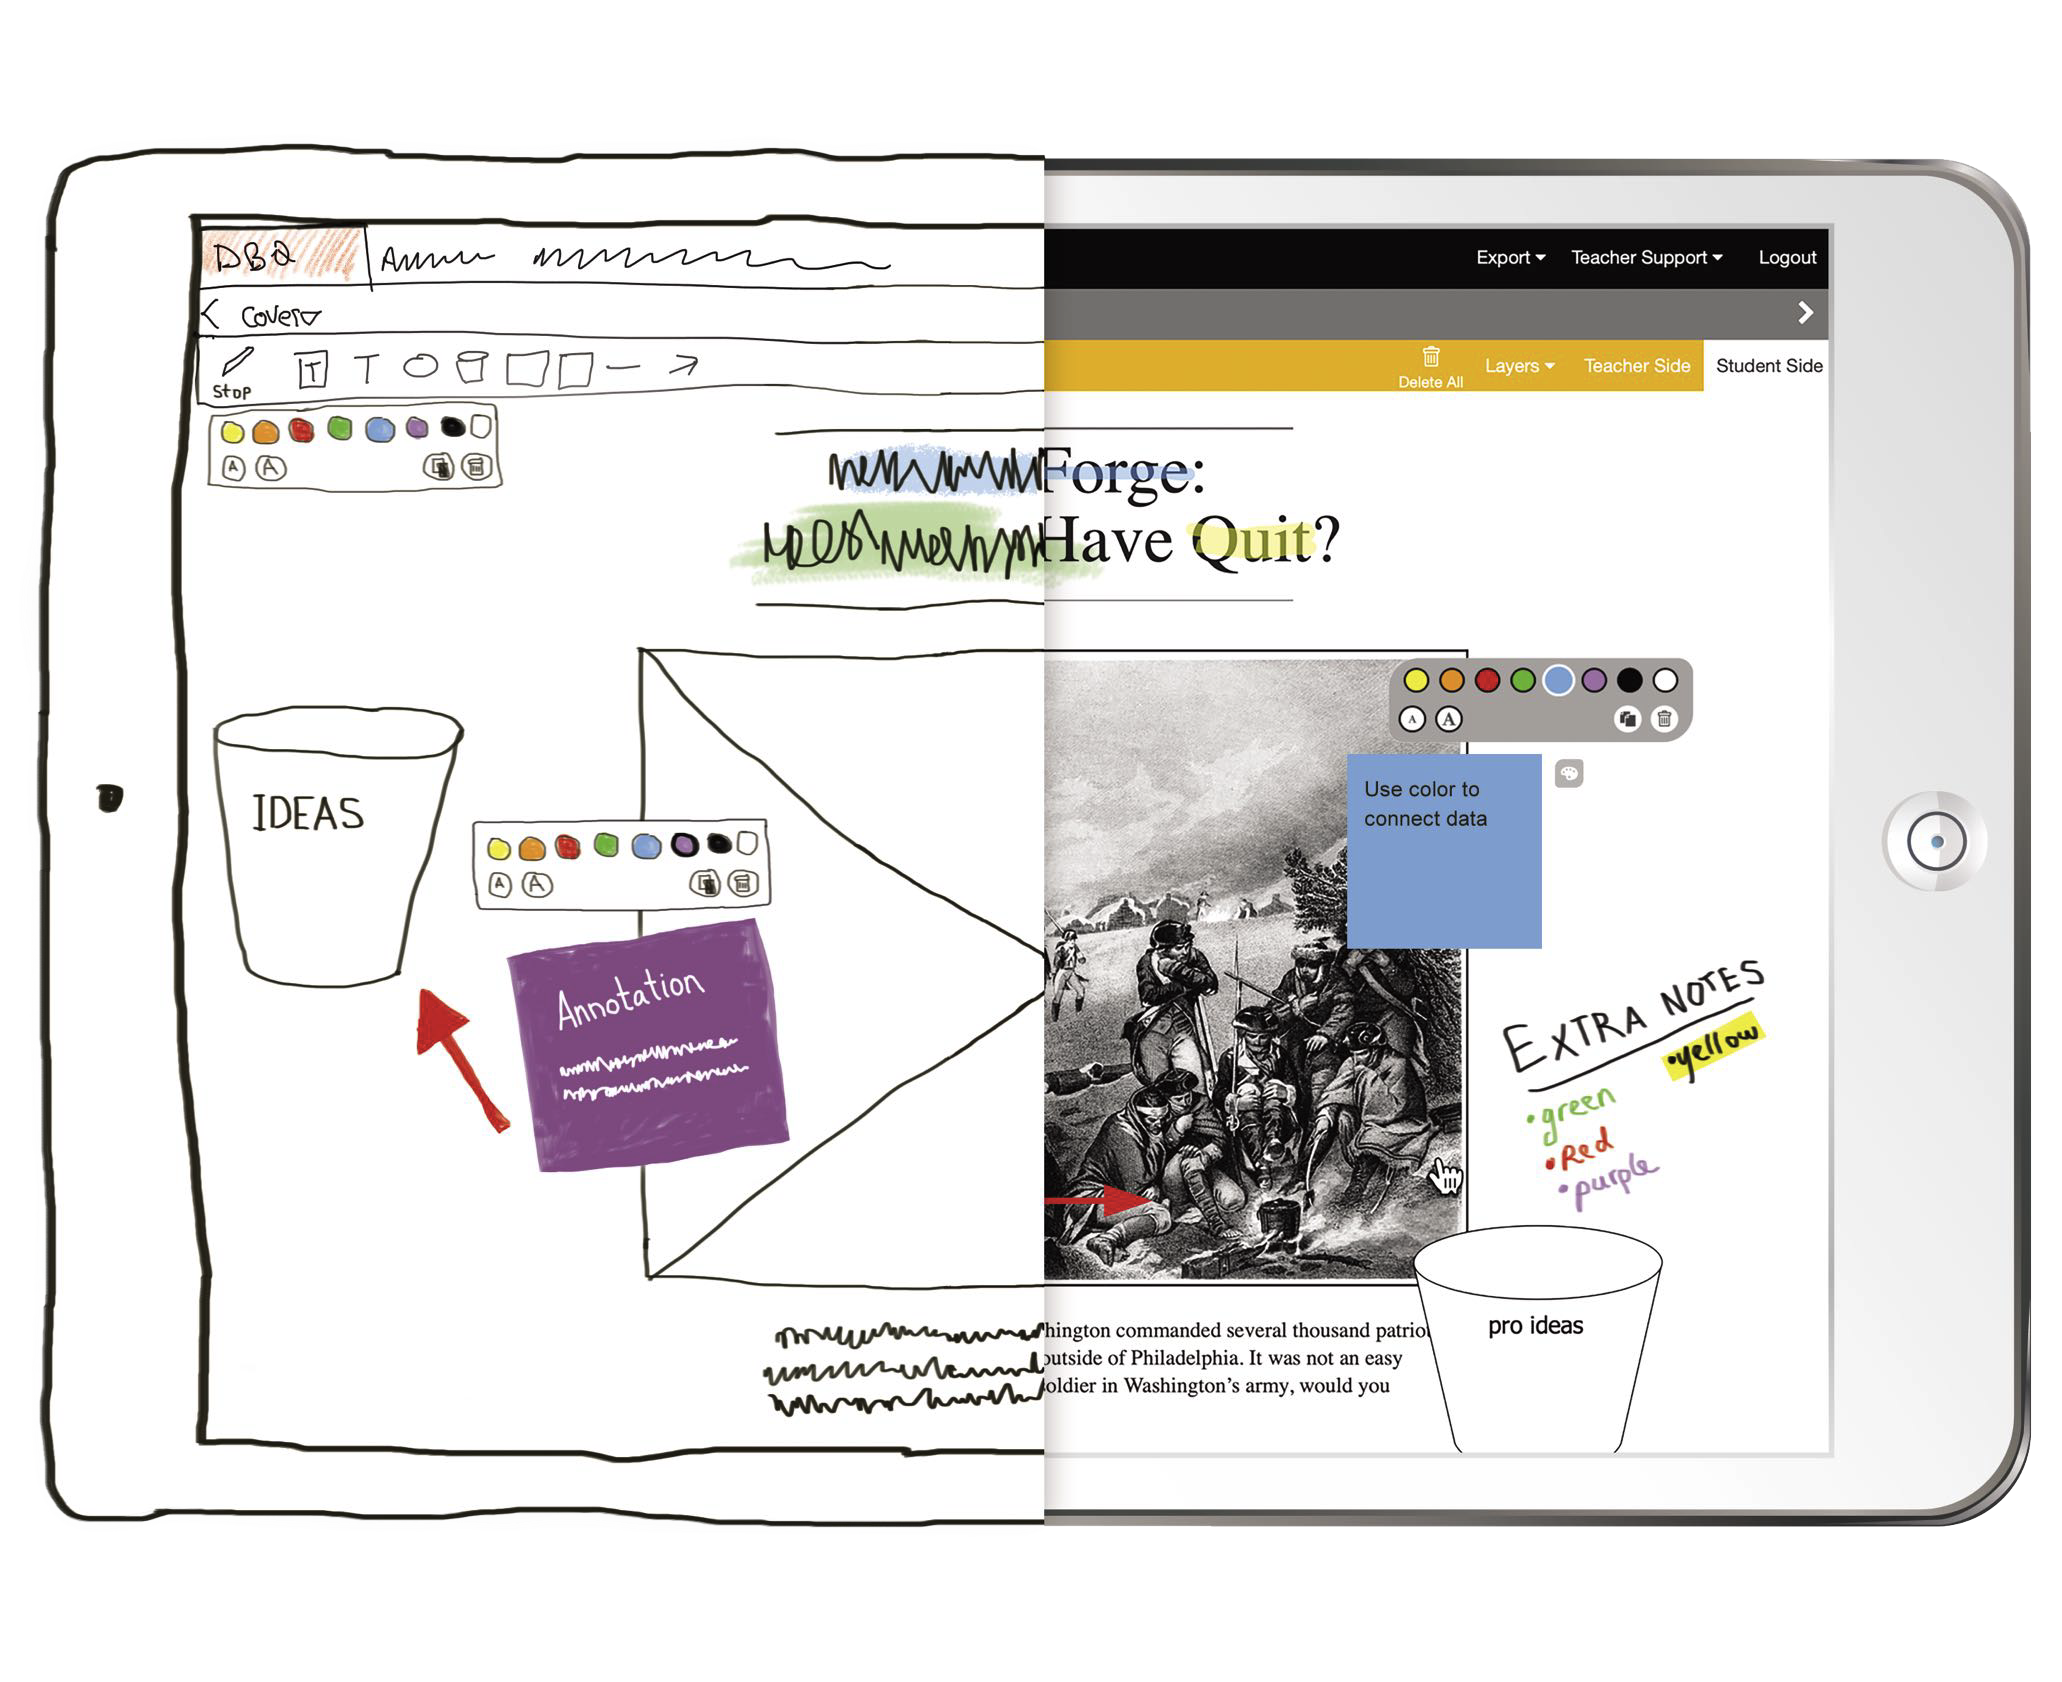 DBQ
Export Teacher Support Logout
< Cover
Stop T T
Delete All Layers Teacher Side Student Side
A A
Forge:
Have Quit?
A A
IDEAS
Use color to
connect data
A A
Annotation
EXTRA NOTES
•yellow
•green
•Red
•purple
pro ideas
hington commanded several thousand
outside of Philadelphia. It was not an easy
oldier in Washington's army, would you